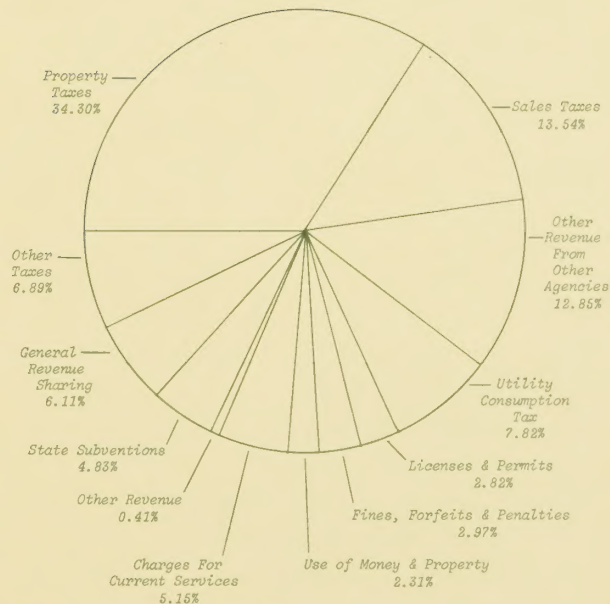 Property
Taxes
34.30%
Sales Taxes
13.54%
Other
Revenue
From
Other
Agencies
12.85%
Utility
Consumption
Tax
7.82%
Licenses & Permits
2.82%
Fines, Forfeits & Penalties
2.97%
Use of Money & Property
2.31%
Charges For
Current Services
5.15%
Other Revenue
0.41%
State Subventions
4.83%
General
Revenue
Sharing
6.11%
Other
Taxes
6.89%